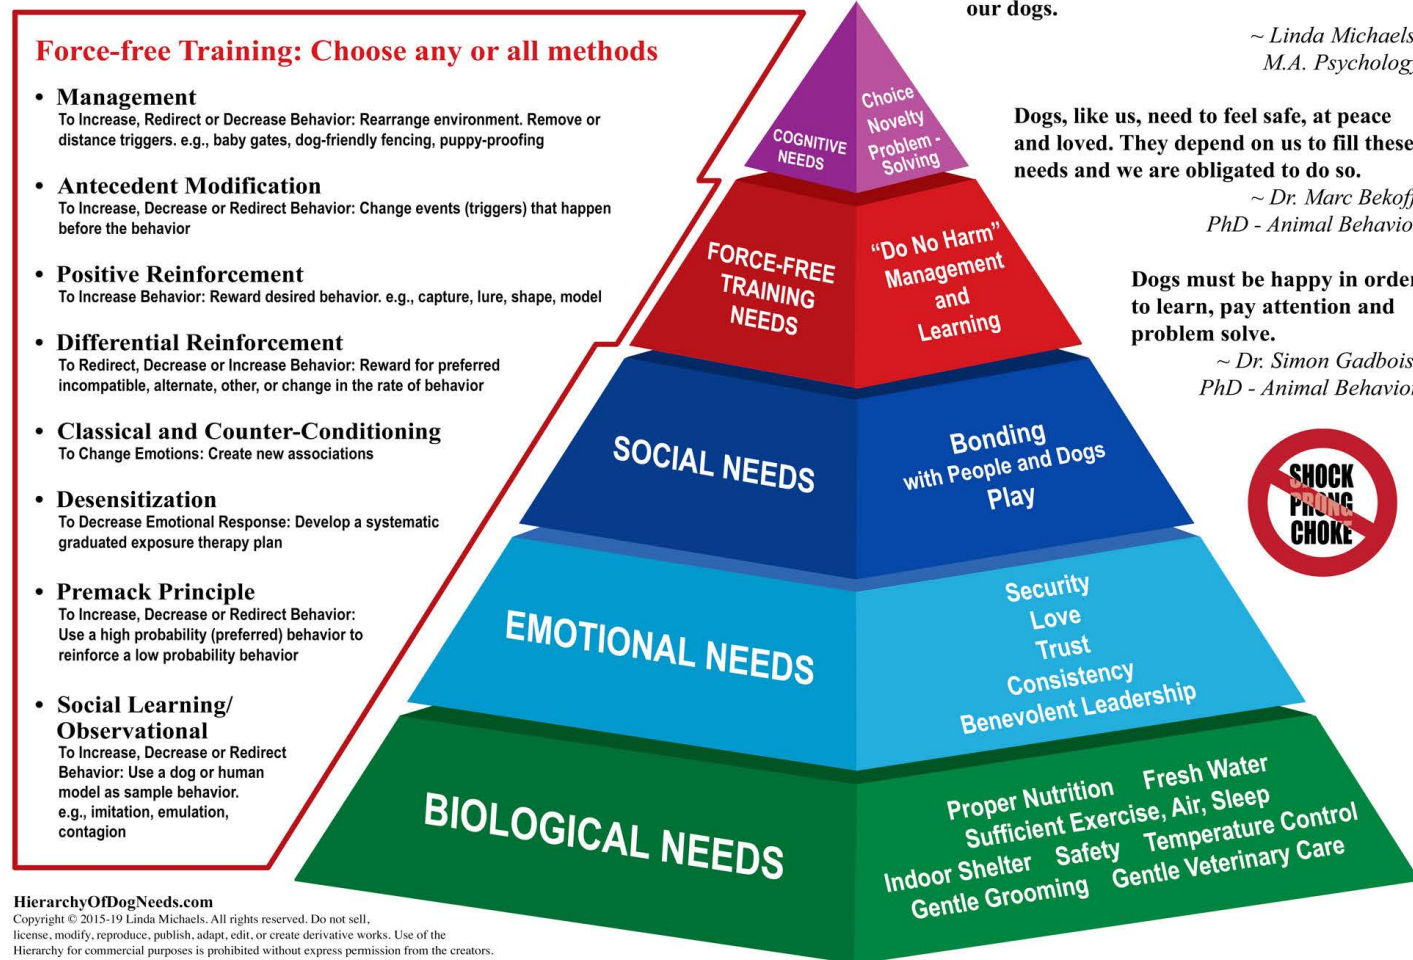 Force-free Training: Choose any or all methods
• Management
To Increase, Redirect or Decrease Behavior: Rearrange environment. Remove or
distance triggers. e.g., baby gates, dog-friendly fencing, puppy-proofing
• Antecedent Modification
To Increase, Decrease or Redirect Behavior: Change events (triggers) that happen
before the behavior
• Positive Reinforcement
To Increase Behavior: Reward desired behavior. e.g., capture, lure, shape, model
• Differential Reinforcement
To Redirect, Decrease or Increase Behavior: Reward for preferred
incompatible, alternate, other, or change in the rate of behavior
• Classical and Counter-Conditioning
To Change Emotions: Create new associations
• Desensitization
To Decrease Emotional Response: Develop a systematic
graduated exposure therapy plan
• Premack Principle
To Increase, Decrease or Redirect Behavior:
Use a high probability (preferred) behavior to
reinforce a low probability behavior
• Social Learning/
Observational
To Increase, Decrease or Redirect
Behavior: Use a dog or human
model as sample behavior.
e.g., imitation, emulation,
contagion
COGNITIVE
NEEDS
Choice
Novelty
Problem -
Solving
FORCE-FREE
TRAINING
NEEDS
“Do No Harm”
Management
and
Learning
SOCIAL NEEDS
Bonding
with People and Dogs
Play
EMOTIONAL NEEDS
Security
Love
Trust
Consistency
Benevolent Leadership
BIOLOGICAL NEEDS
Proper Nutrition Fresh Water
Sufficient Exercise, Air, Sleep
Indoor Shelter Safety Temperature Control
Gentle Grooming Gentle Veterinary Care
our dogs.
~ Linda Michaels
M.A. Psychology
Dogs, like us, need to feel safe, at peace
and loved. They depend on us to fill these
needs and we are obligated to do so.
~ Dr. Marc Bekoff
PhD - Animal Behavio
Dogs must be happy in order
to learn, pay attention and
problem solve.
~ Dr. Simon Gadbois
PhD - Animal Behavior
SHOCK
PRONG
CHOKE
HierarchyOfDogNeeds.com
Copyright © 2015-19 Linda Michaels. All rights reserved. Do not sell,
license, modify, reproduce, publish, adapt, edit, or create derivative works. Use of the
Hierarchy for commercial purposes is prohibited without express permission from the creators.